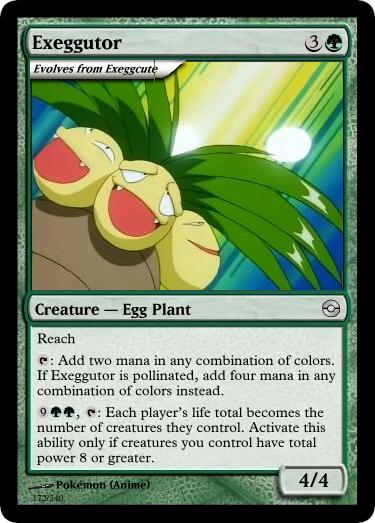 Exeggutor 3
Evolves from Exeggcute
Creature — Egg Plant
Reach
: Add two mana in any combination of colors.
If Exeggutor is pollinated, add four mana in any
combination of colors instead.
9, : Each player's life total becomes the
number of creatures they control. Activate this
ability only if creatures you control have total
power 8 or greater.
Pokémon (Anime)
4/4
172/240